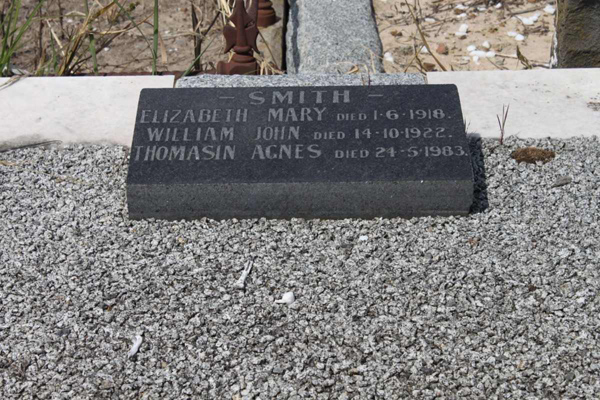 - SMITH -
ELIZABETH MARY DIED 1-6-1918.
WILLIAM JOHN DIED 14-10-1922.
THOMASIN AGNES DIED 24-5-1983.